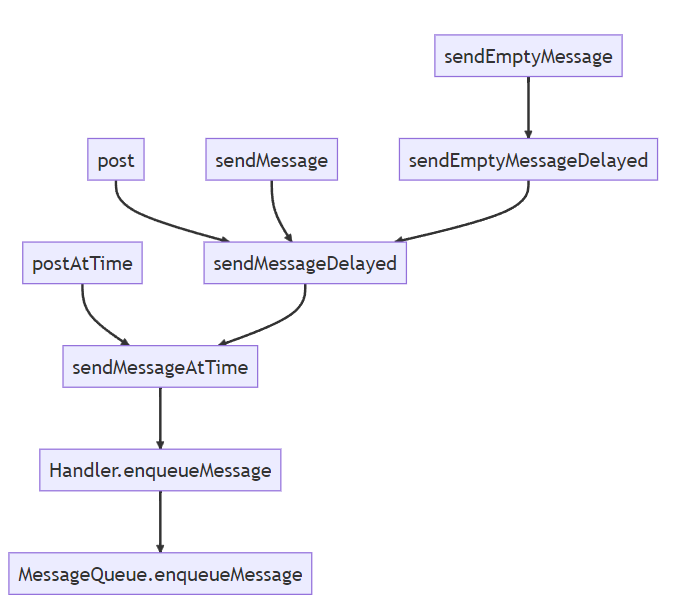 sendEmptyMessage
post
sendMessage
sendEmptyMessageDelayed
postAtTime
sendMessageDelayed
sendMessageAtTime
Handler.enqueueMessage
MessageQueue.enqueueMessage